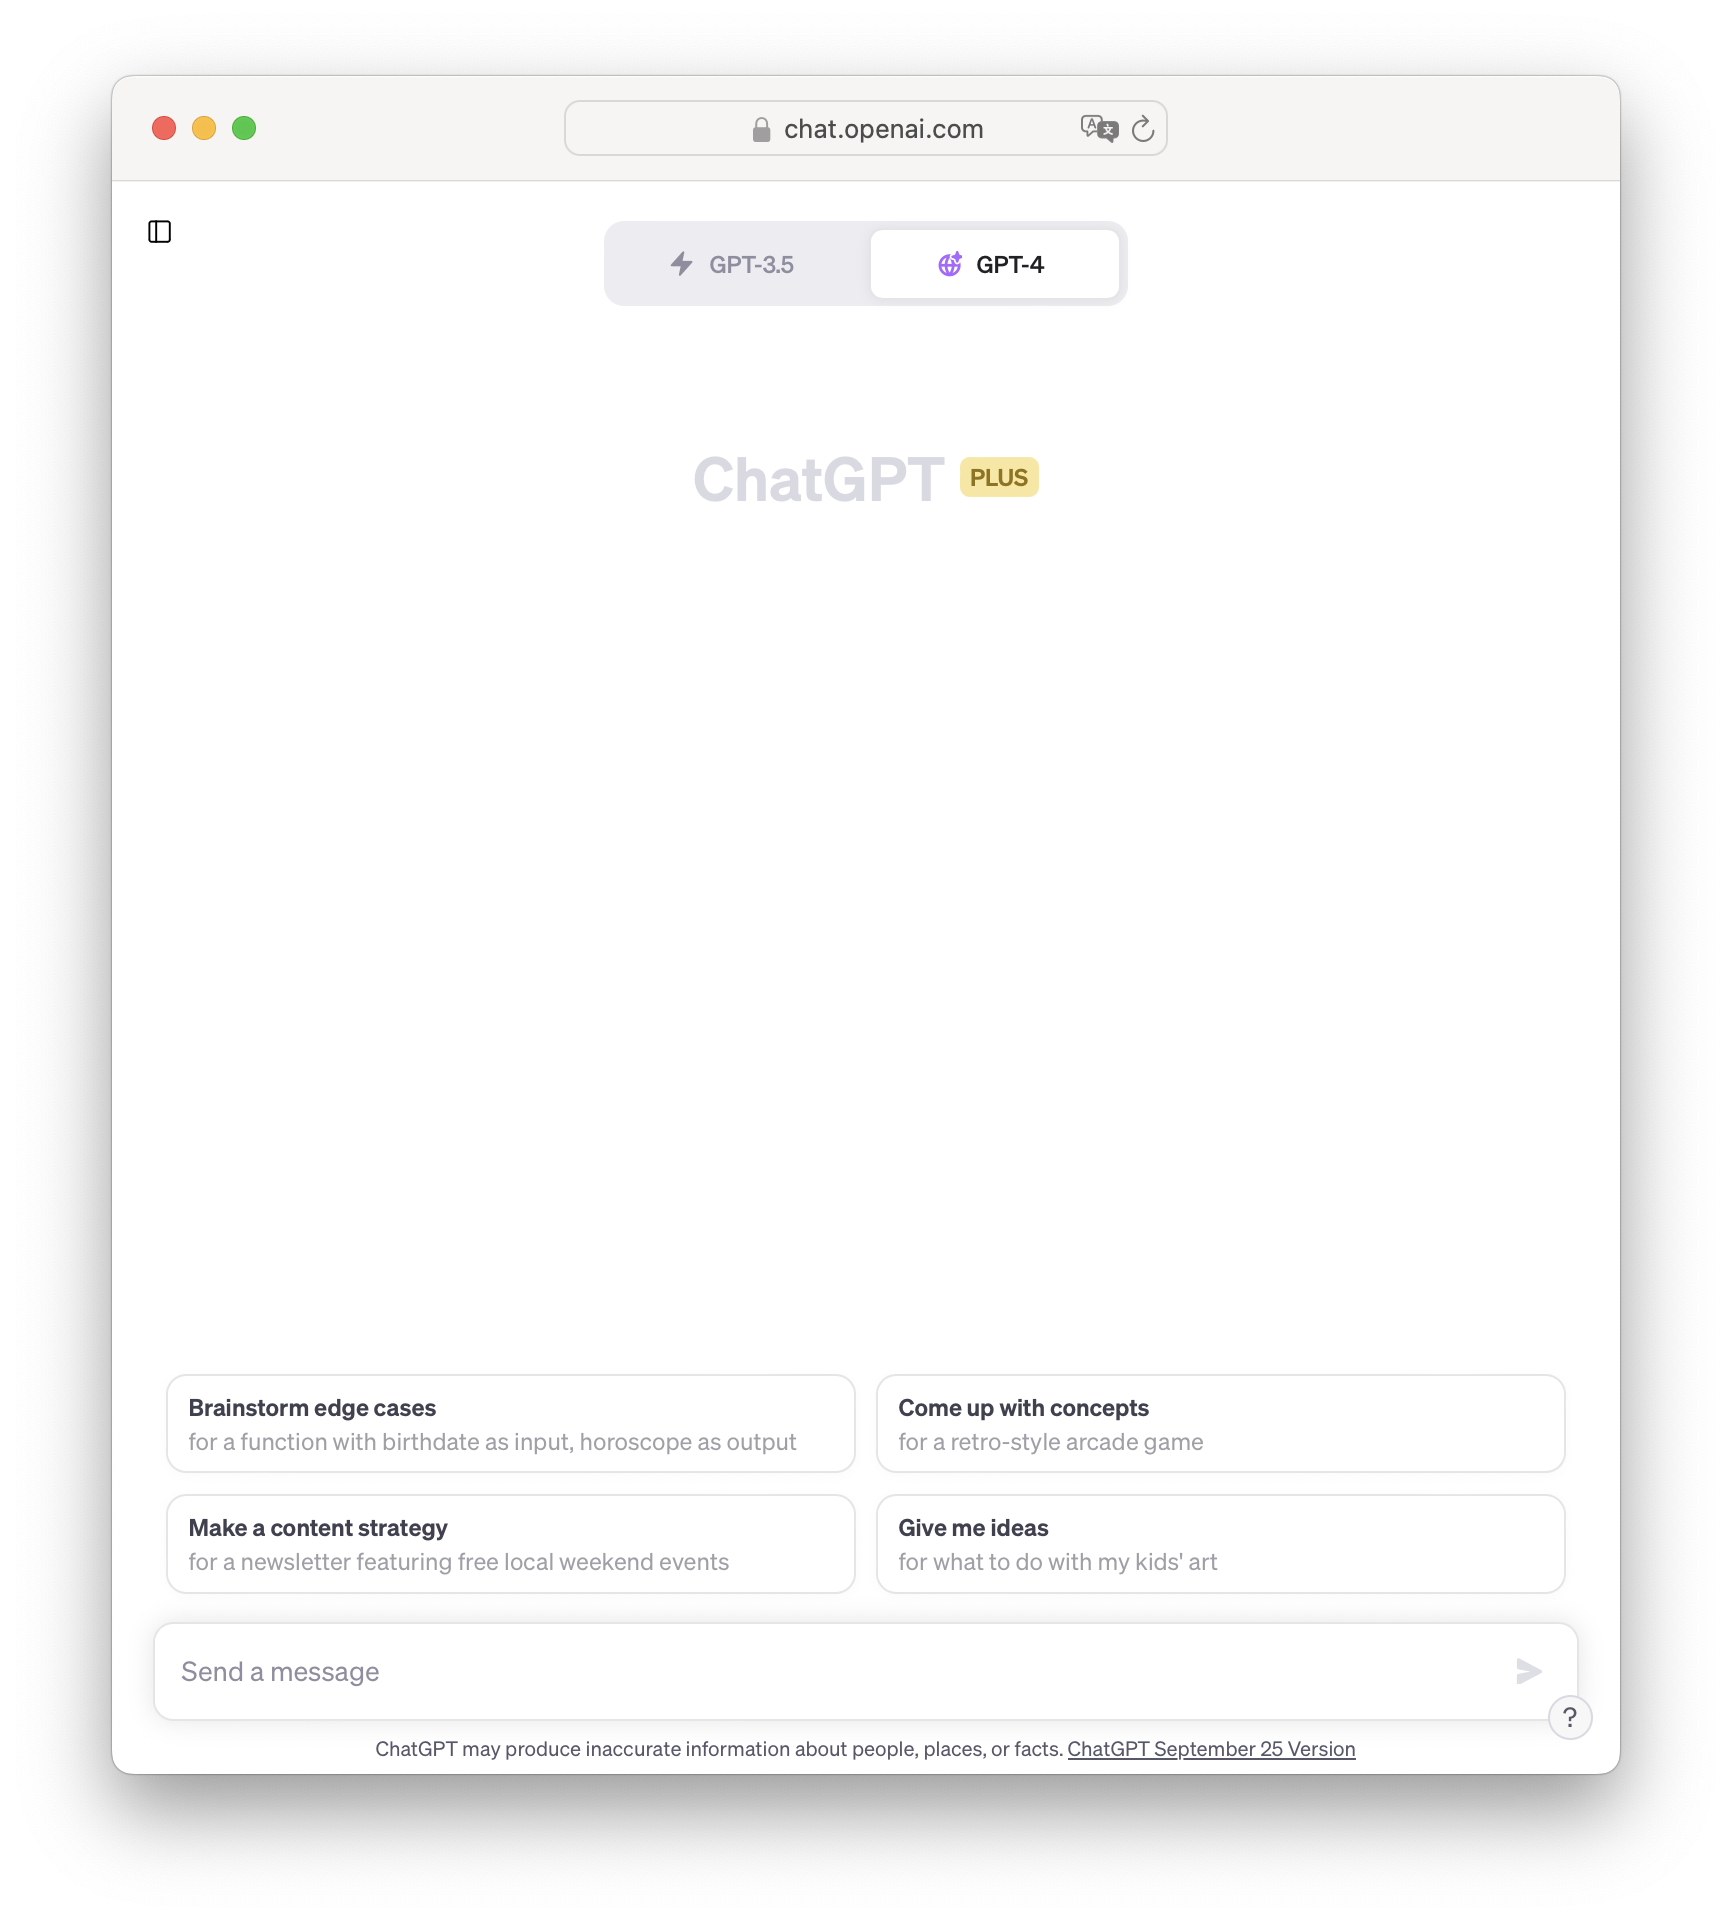 chat.openai.com
GPT-3.5
GPT-4
ChatGPT PLUS
Brainstorm edge cases
for a function with birthdate as input, horoscope as output
Come up with concepts
for a retro-style arcade game
Make a content strategy
for a newsletter featuring free local weekend events
Give me ideas
for what to do with my kids' art
Send a message
?
ChatGPT may produce inaccurate information about people, places, or facts. ChatGPT September 25 Version